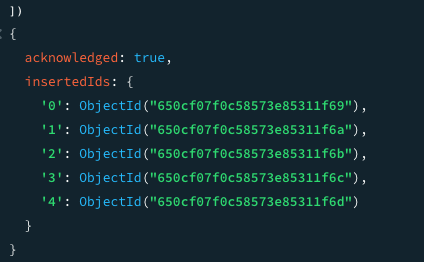 ])
{
acknowledged: true,
insertedIds: {
'0': ObjectId("650cf07f0c58573e85311f69"),
'1': ObjectId("650cf07f0c58573e85311f6a"),
'2': ObjectId("650cf07f0c58573e85311f6b"),
'3': ObjectId("650cf07f0c58573e85311f6c"),
'4': ObjectId("650cf07f0c58573e85311f6d")
}
}